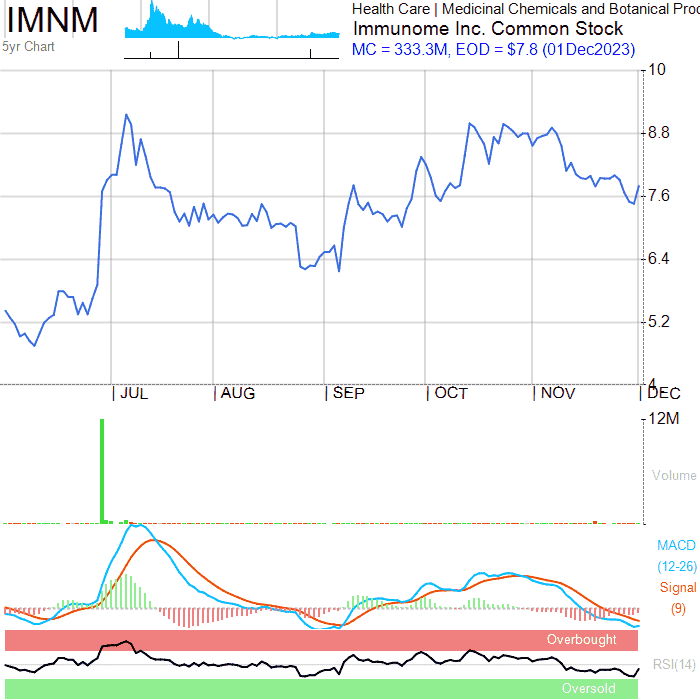 IMNM
5yr Chart
Health Care | Medicinal Chemicals and Botanical Proc
Immunome Inc. Common Stock
MC = 333.3M, EOD = $7.8 (01Dec2023)
10
8.8
7.6
6.4
5.2
4
JUL AUG SEP OCT NOV DEC
12M
Volume
MACD
(12-26)
Signal
(9)
Overbought
RSI(14)
Oversold